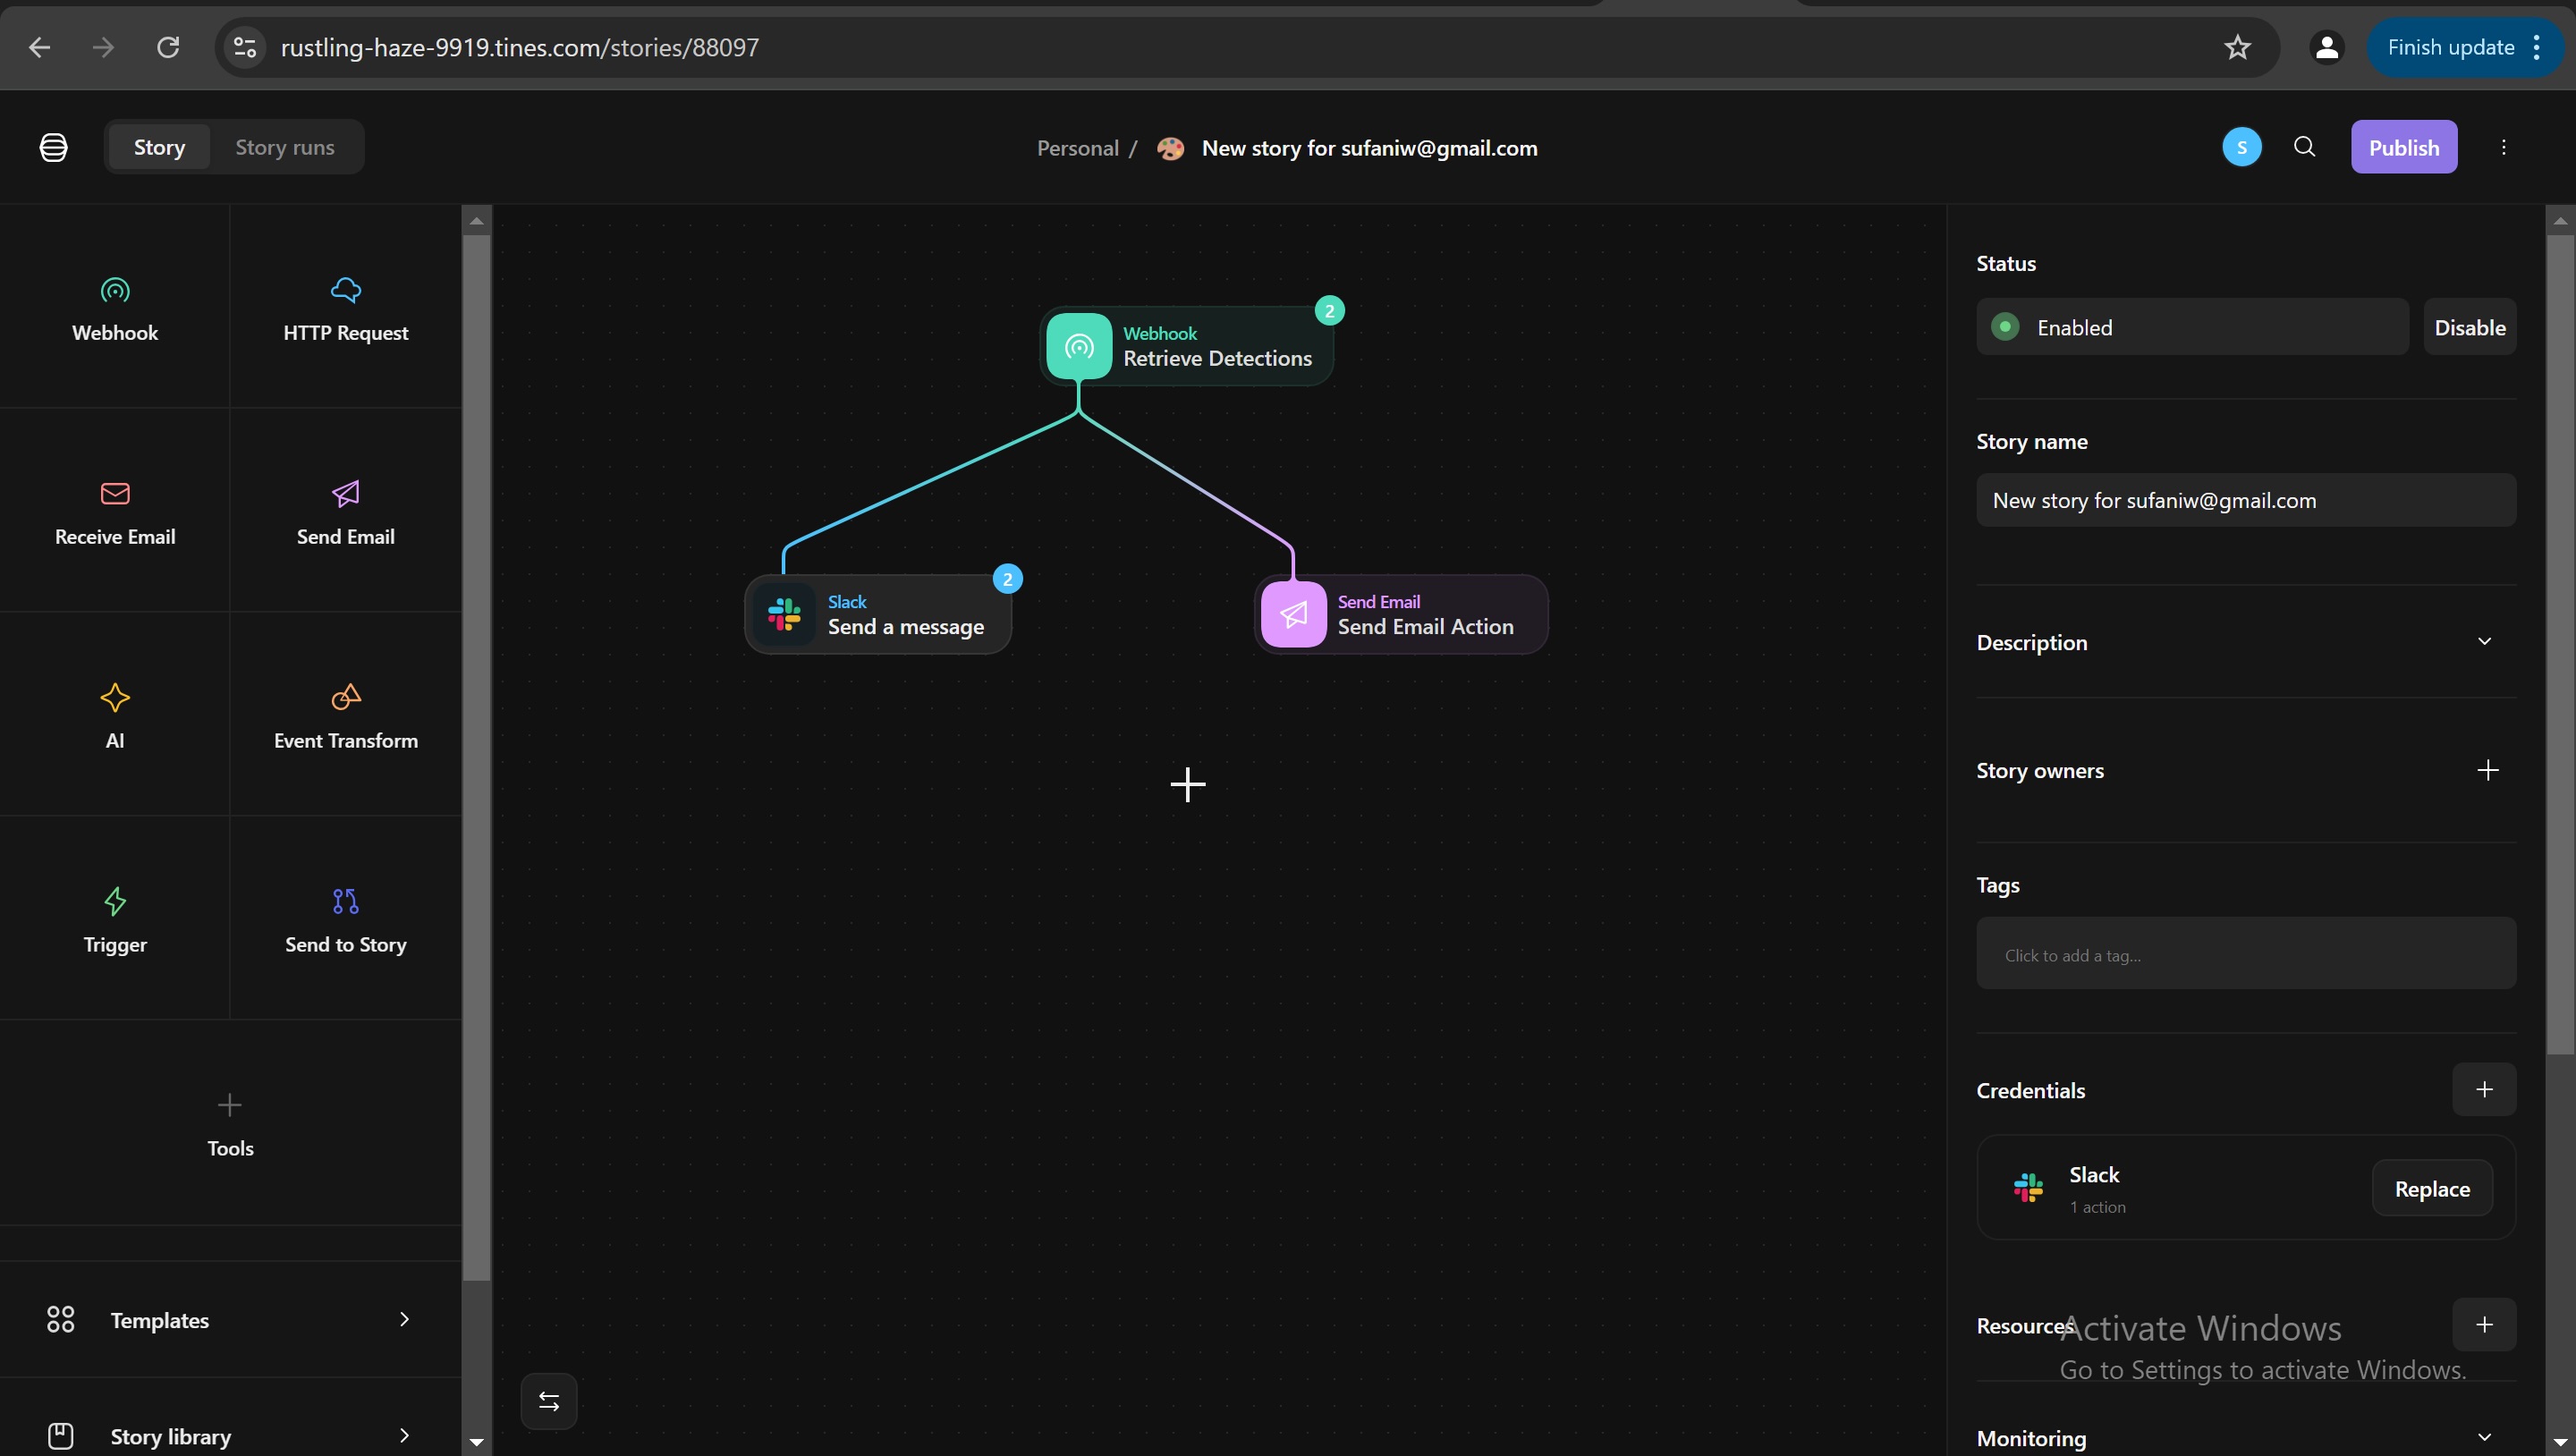 rustling-haze-9919.tines.com/stories/88097
Finish update
Story
Story runs
Personal /
New story for sufaniw@gmail.com
S
Publish
Webhook
HTTP Request
Receive Email
Send Email
AI
Event Transform
Trigger
Send to Story
Tools
Templates
Story library
2
Webhook
Retrieve Detections
2
Slack
Send a message
Send Email
Send Email Action
Status
Enabled
Disable
Story name
New story for sufaniw@gmail.com
Description
Story owners
Tags
Click to add a tag...
Credentials
Slack
1 action
Replace
Resources
Activate Windows
Go to Settings to activate Windows.
Monitoring